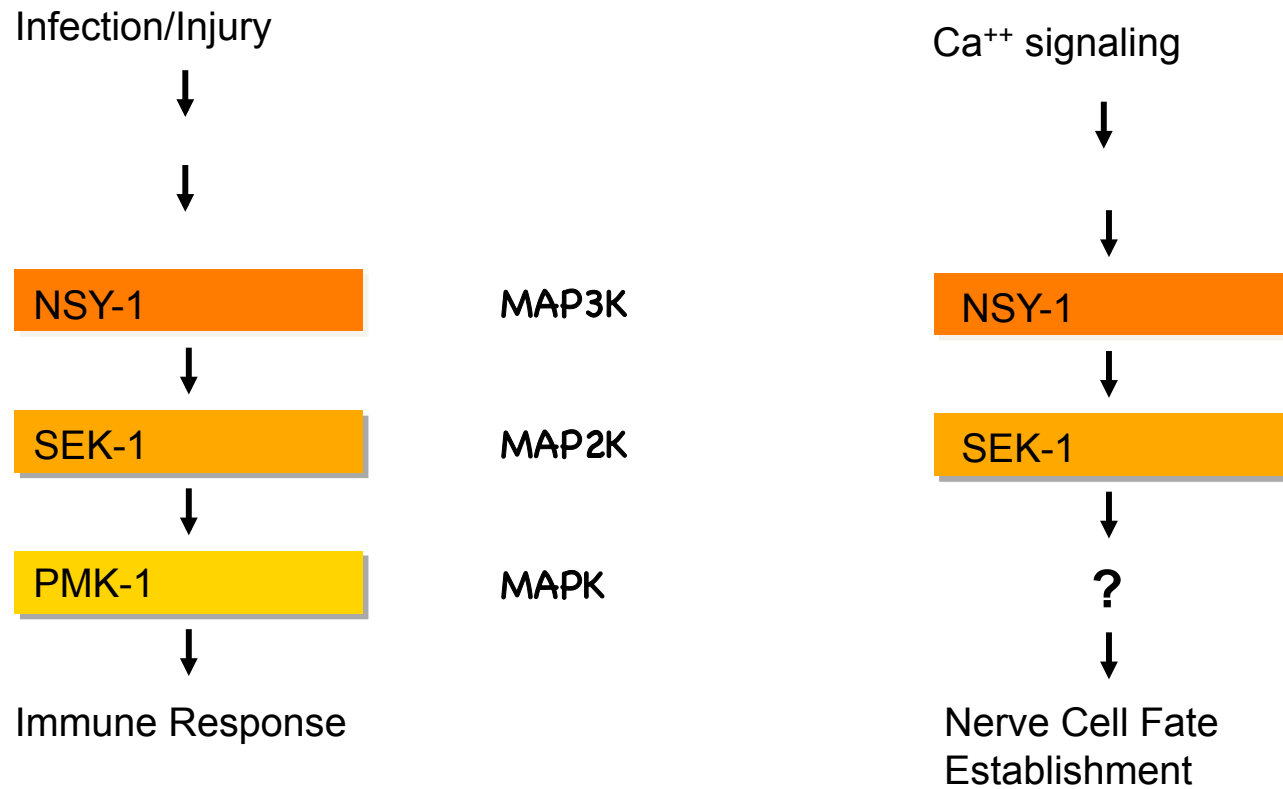 Infection/Injury
Ca⁺⁺ signaling
NSY-1
MAP3K
NSY-1
SEK-1
MAP2K
SEK-1
PMK-1
MAPK
?
Immune Response
Nerve Cell Fate
Establishment